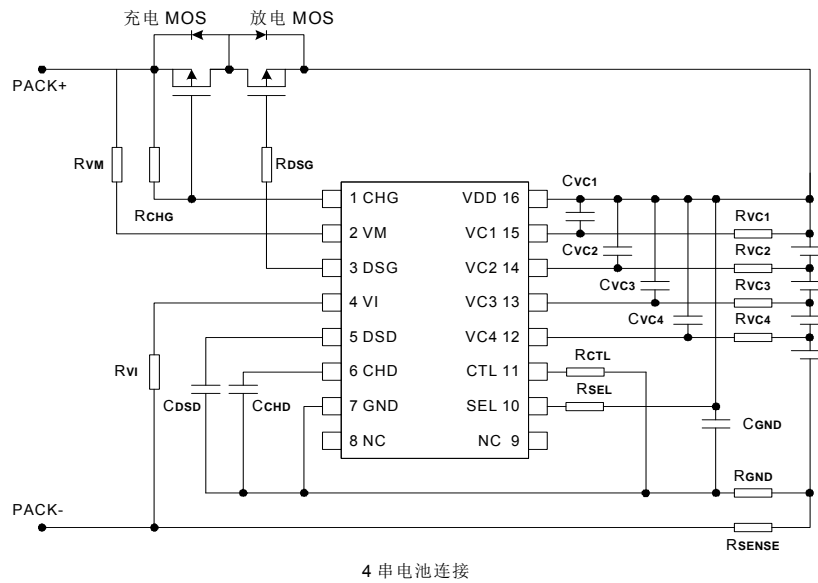 充电 MOS 放电 MOS
PACK+
RVM
RCHG
RDSG
1 CHG VDD 16
2 VM VC1 15
3 DSG VC2 14
4 VI VC3 13
5 DSD VC4 12
6 CHD CTL 11
7 GND SEL 10
8 NC NC 9
CVC1
CVC2
CVC3
CVC4
RVC1
RVC2
RVC3
RVC4
RCTL
RSEL
RVI
CDSD
CCHD
CGND
RGND
PACK-
RSENSE
4 串电池连接